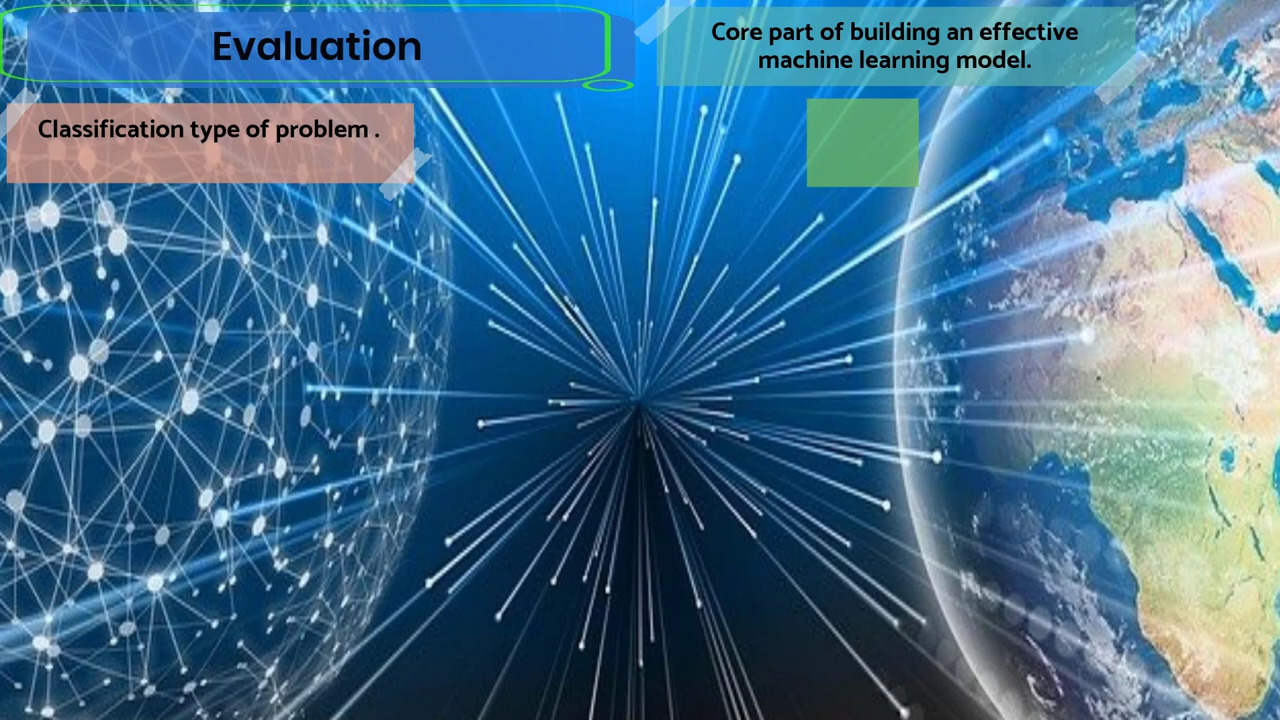 Evaluation
Core part of building an effective
machine learning model.
Classification type of problem .